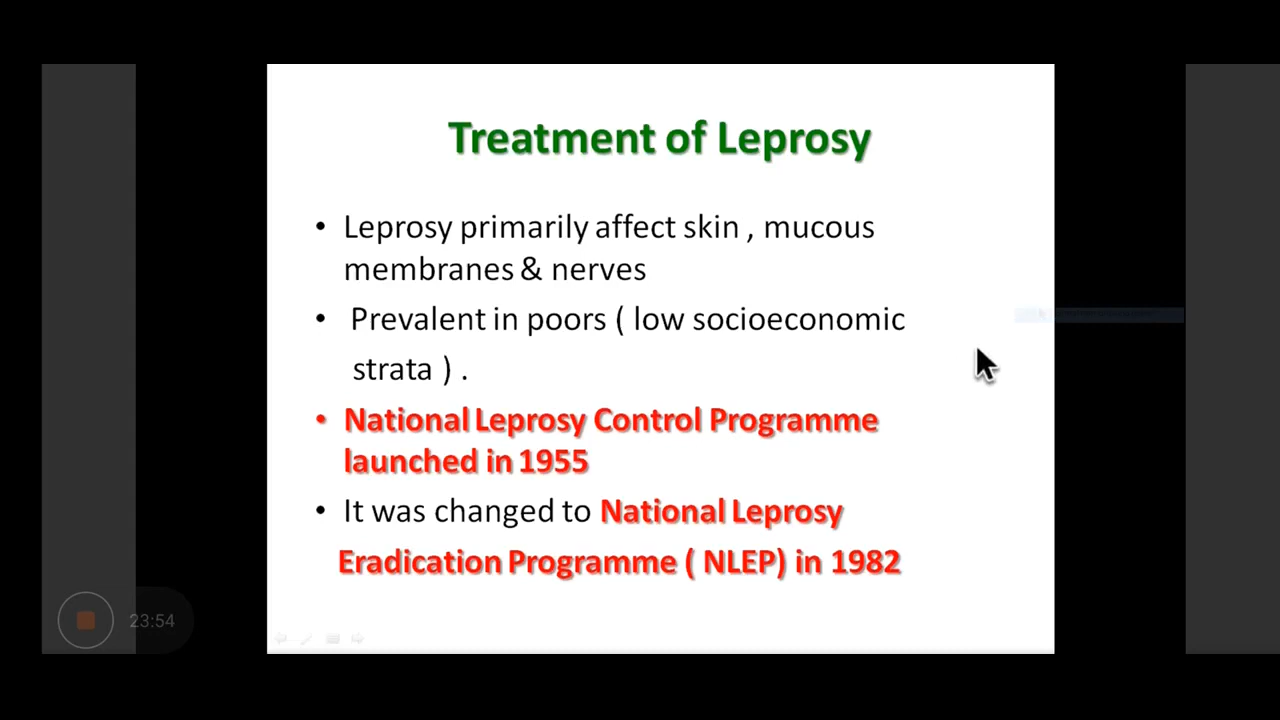 Treatment of Leprosy
• Leprosy primarily affect skin , mucous
membranes & nerves
• Prevalent in poors ( low socioeconomic
strata ) .
• National Leprosy Control Programme
launched in 1955
• It was changed to National Leprosy
Eradication Programme ( NLEP) in 1982
23:54